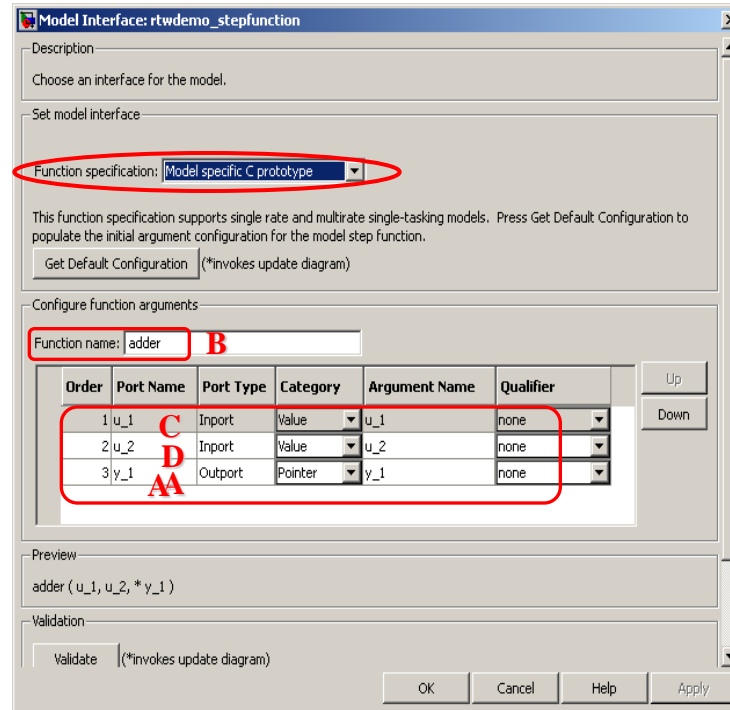 Model Interface: rtwdemo_stepfunction
Description
Choose an interface for the model.
Set model interface
Function specification: Model specific C prototype
This function specification supports single rate and multirate single-tasking models. Press Get Default Configuration to
populate the initial argument configuration for the model step function.
Get Default Configuration (*invokes update diagram)
Configure function arguments
Function name: adder B
Order Port Name Port Type Category Argument Name Qualifier Up
1 u_1 C Inport Value u_1 none Down
2 u_2 D Inport Value u_2 none
3 y_1 AA Outport Pointer y_1 none
Preview
adder ( u_1, u_2, * y_1 )
Validation
Validate (*invokes update diagram)
OK Cancel Help Apply